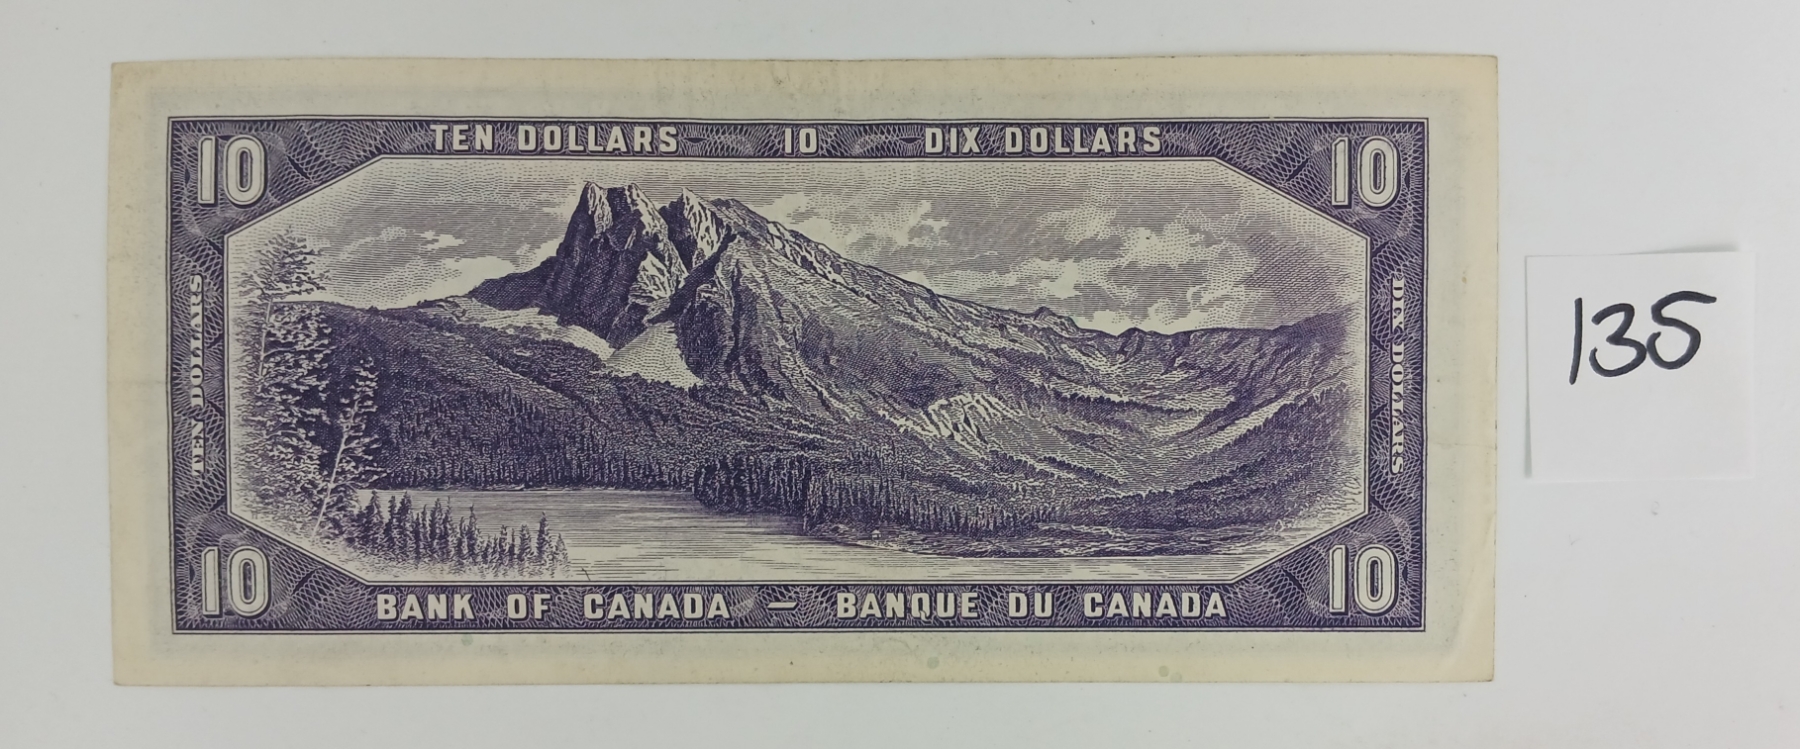 TEN DOLLARS 10 DIX DOLLARS
10
10
TEN DOLLARS
DIX DOLLARS
135
10
10
BANK OF CANADA – BANQUE DU CANADA